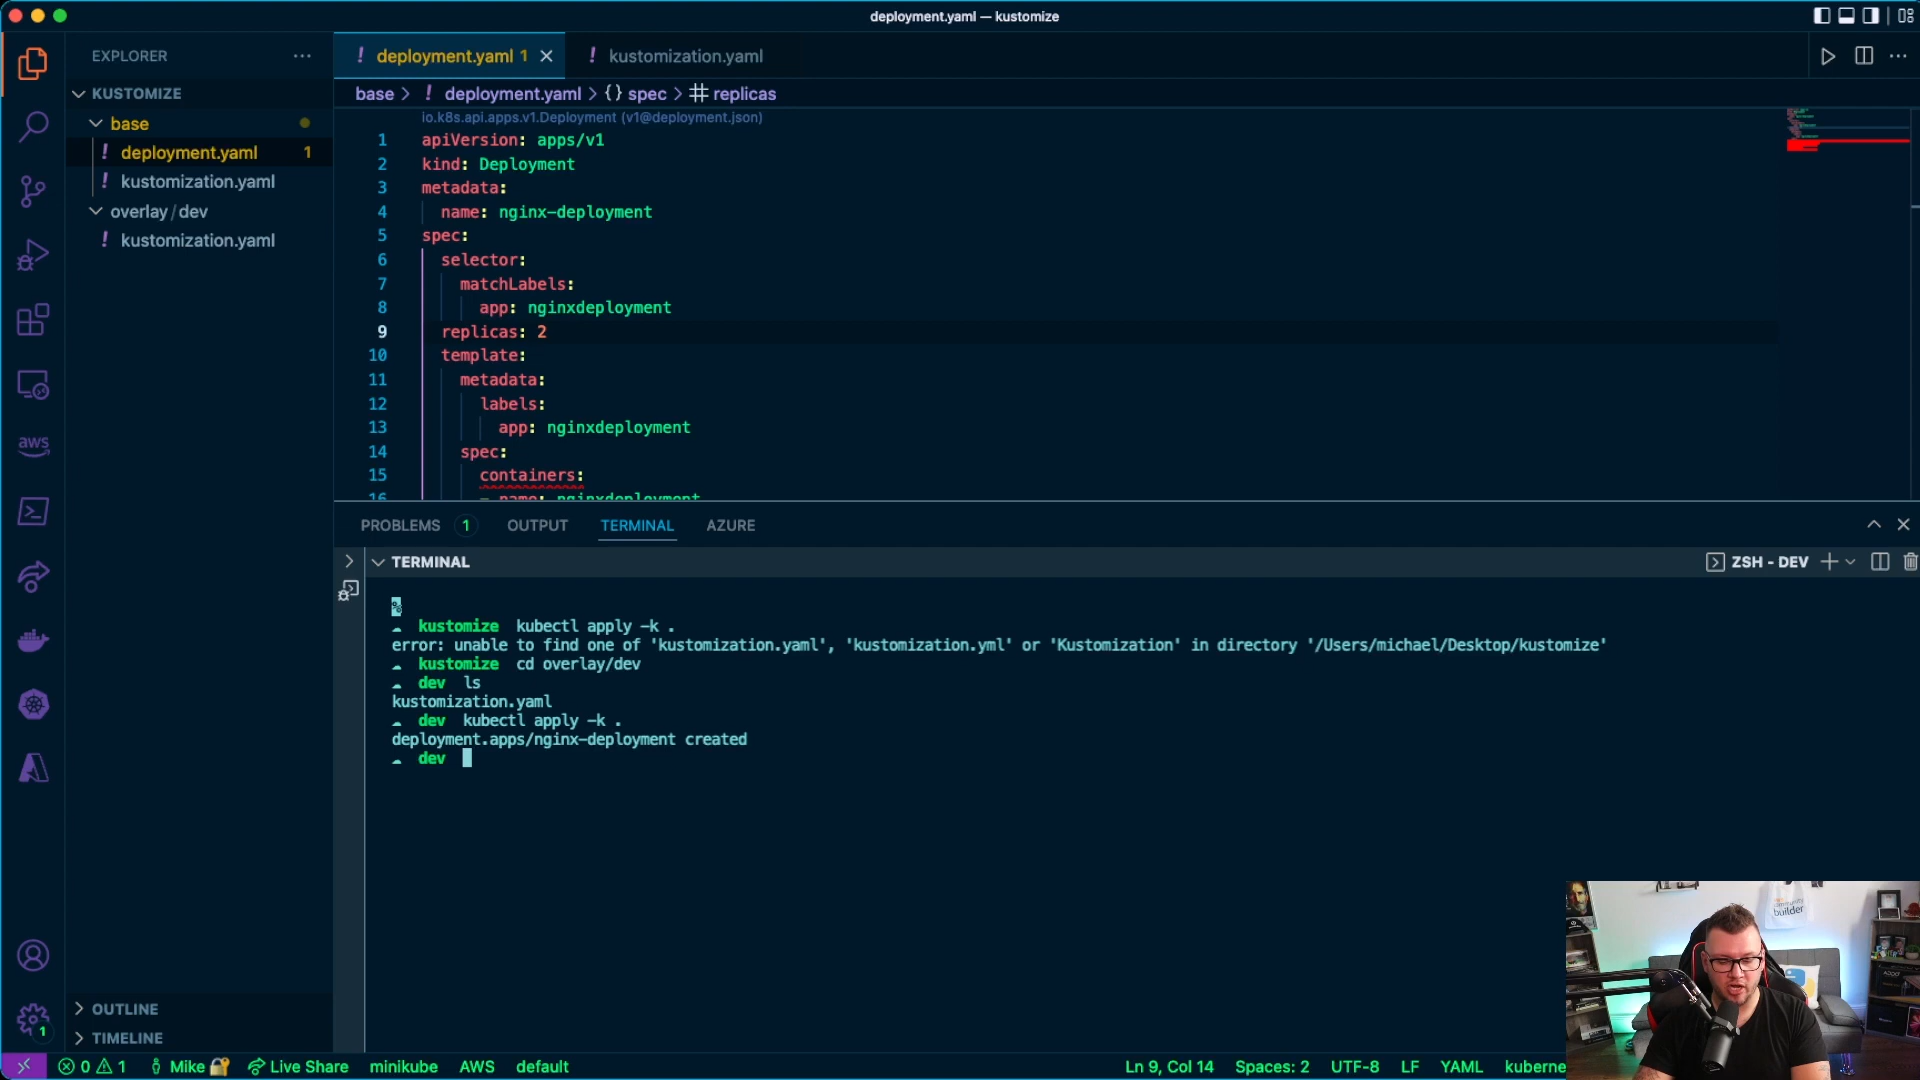 deployment.yaml — kustomize
EXPLORER
deployment.yaml 1
kustomization.yaml
KUSTOMIZE
base > ! deployment.yaml > {} spec > replicas
base
deployment.yaml 1
kustomization.yaml
overlay/dev
kustomization.yaml
io.k8s.api.apps.v1.Deployment (v1@deployment.json)
1 apiVersion: apps/v1
2 kind: Deployment
3 metadata:
4 name: nginx-deployment
5 spec:
6 selector:
7 matchLabels:
8 app: nginxdeployment
9 replicas: 2
10 template:
11 metadata:
12 labels:
13 app: nginxdeployment
14 spec:
15 containers:
16 - name: nginxdeployment
aws
PROBLEMS 1 OUTPUT TERMINAL AZURE
TERMINAL
ZSH - DEV
%
kustomize kubectl apply -k .
error: unable to find one of 'kustomization.yaml', 'kustomization.yml' or 'Kustomization' in directory '/Users/michael/Desktop/kustomize'
kustomize cd overlay/dev
dev ls
kustomization.yaml
dev kubectl apply -k .
deployment.apps/nginx-deployment created
dev
builder
OUTLINE
1
TIMELINE
0 1 Mike Live Share minikube AWS default
Ln 9, Col 14 Spaces: 2 UTF-8 LF YAML kuberne